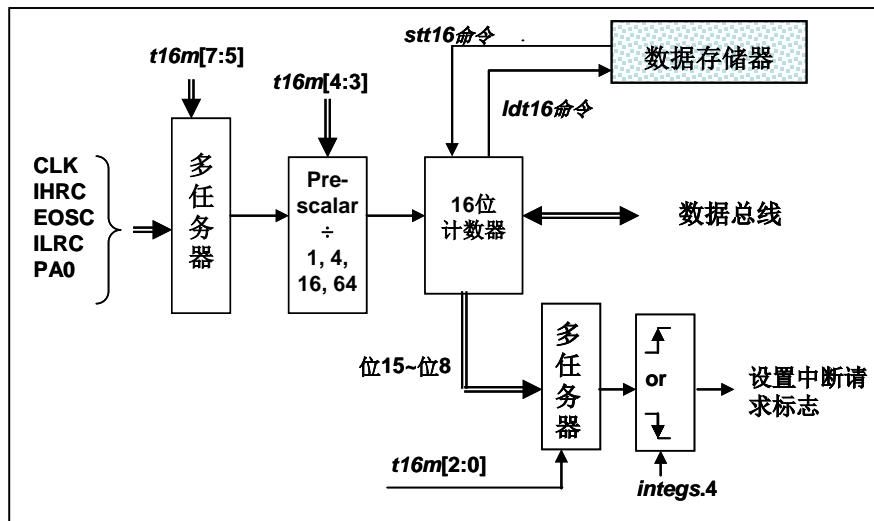 stt16命令
数据存储器
t16m[7:5]
t16m[4:3]
ldt16命令
CLK
IHRC
EOSC
ILRC
PA0
多任务器
Pre-
scalar
÷
1, 4,
16, 64
16位
计数器
数据总线
位15~位8
多任务器
or
设置中断请
求标志
t16m[2:0]
integs.4